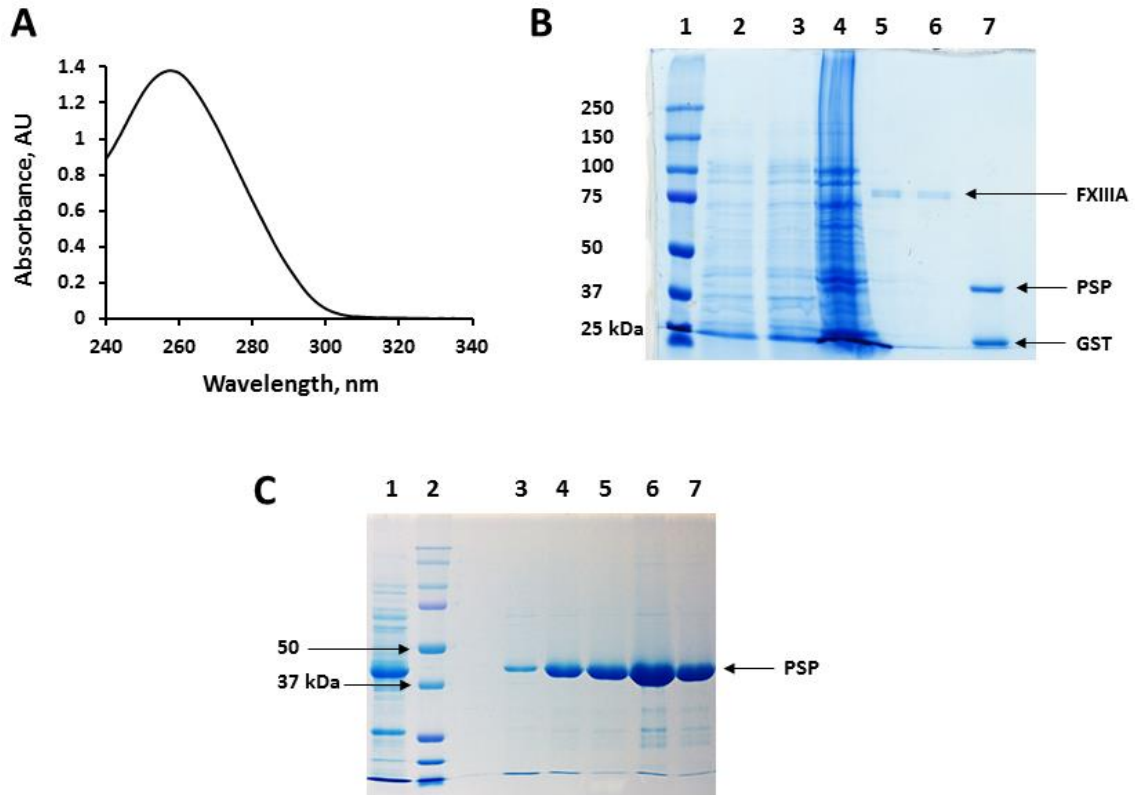 A
1.4
1.2
1
0.8
0.6
0.4
0.2
0
Absorbance, AU
240 260 280 300 320 340
Wavelength, nm
B
1 2 3 4 5 6 7
250
150
100
75
50
37
25 kDa
FXIIIA
PSP
GST
C
1 2 3 4 5 6 7
50
37 kDa
PSP